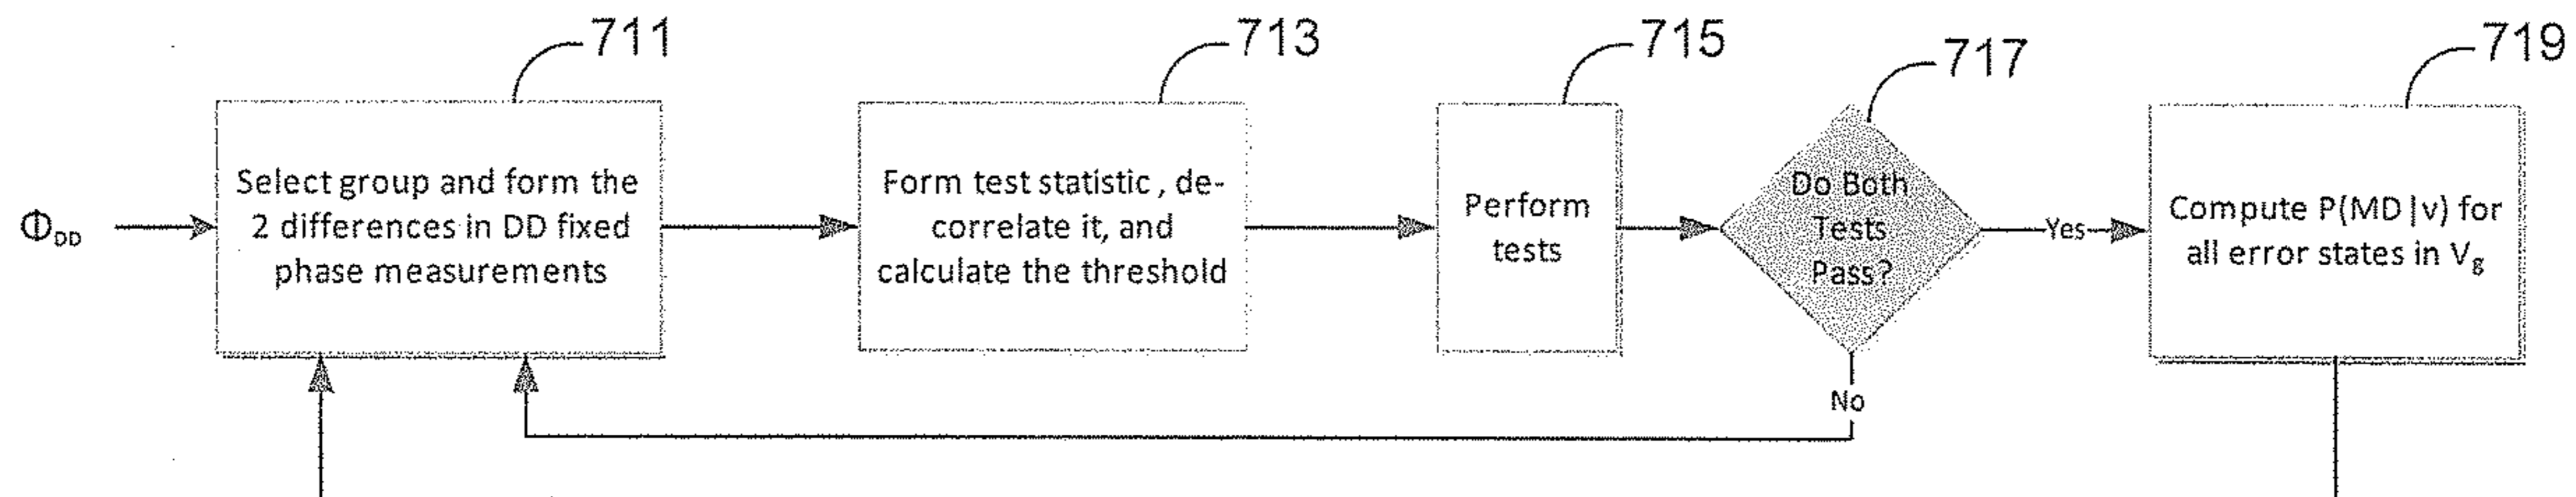 711
713
715
717
719
Φ_DD
Select group and form the
2 differences in DD fixed
phase measurements
Form test statistic , de-
correlate it, and
calculate the threshold
Perform
tests
Do Both
Tests
Pass?
Yes
Compute P(MD|v) for
all error states in V_g
No